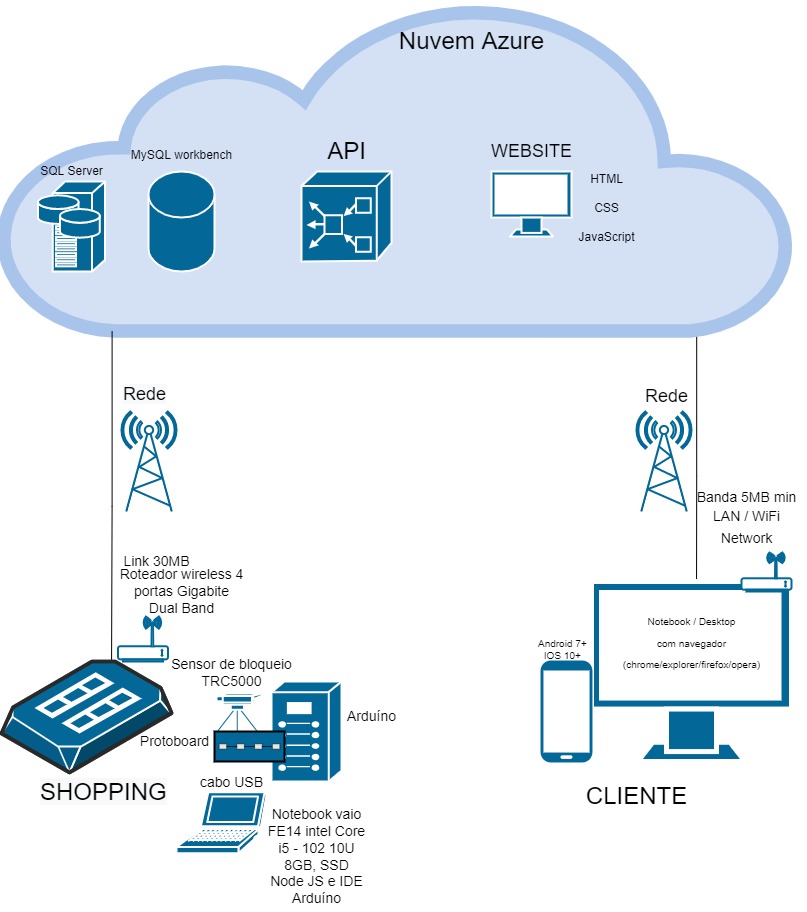 Nuvem Azure
SQL Server
MySQL workbench
API
WEBSITE
HTML
CSS
JavaScript
Rede
Rede
Banda 5MB min
LAN / WiFi
Network
Link 30MB
Roteador wireless 4
portas Gigabite
Dual Band
Notebook / Desktop
com navegador
(chrome/explorer/firefox/opera)
Android 7+
IOS 10+
Sensor de bloqueio
TRC5000
Arduíno
Protoboard
SHOPPING
cabo USB
CLIENTE
Notebook vaio
FE14 intel Core
i5 - 102 10U
8GB, SSD
Node JS e IDE
Arduíno